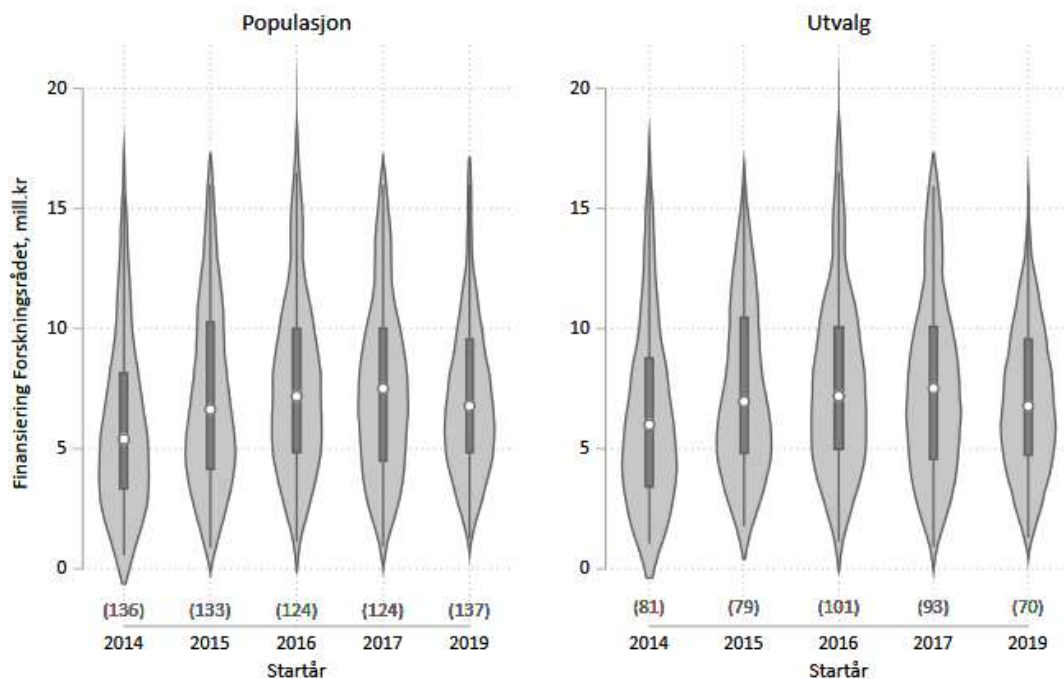 Populasjon
Finansiering Forskningsrådet, mill.kr
20
15
10
5
0
(136) (133) (124) (124) (137)
2014 2015 2016 2017 2019
Startår
Utvalg
20
15
10
5
0
(81) (79) (101) (93) (70)
2014 2015 2016 2017 2019
Startår